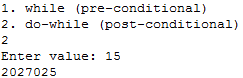 1. while (pre-conditional)
2. do-while (post-conditional)
2
Enter value: 15
2027025